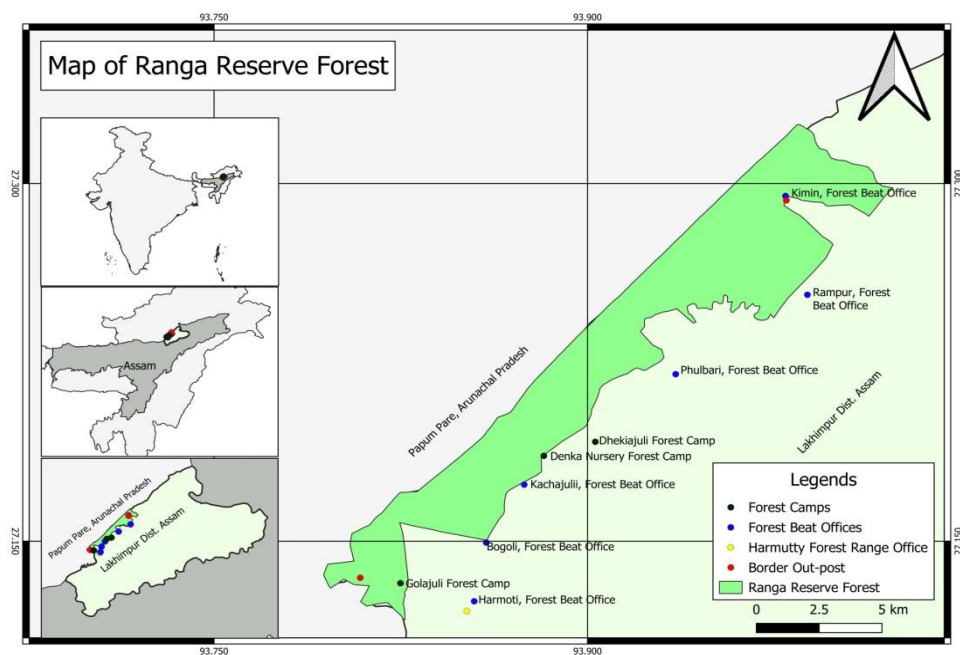 93.750
93.900
Map of Ranga Reserve Forest
27.300
27.300
Kimin, Forest Beat Office
Rampur, Forest
Beat Office
Assam
Phulbari, Forest Beat Office
Papum Pare, Arunachal Pradesh
Lakhimpur Dist. Assam
Dhekiajuli Forest Camp
Denka Nursery Forest Camp
Kachajulii, Forest Beat Office
Papum Pare, Arunachal Pradesh
Lakhimpur Dist. Assam
27.150
27.150
Bogoli, Forest Beat Office
Golajuli Forest Camp
Harmoti, Forest Beat Office
Legends
Forest Camps
Forest Beat Offices
Harmutty Forest Range Office
Border Out-post
Ranga Reserve Forest
0 2.5 5 km
93.750
93.900